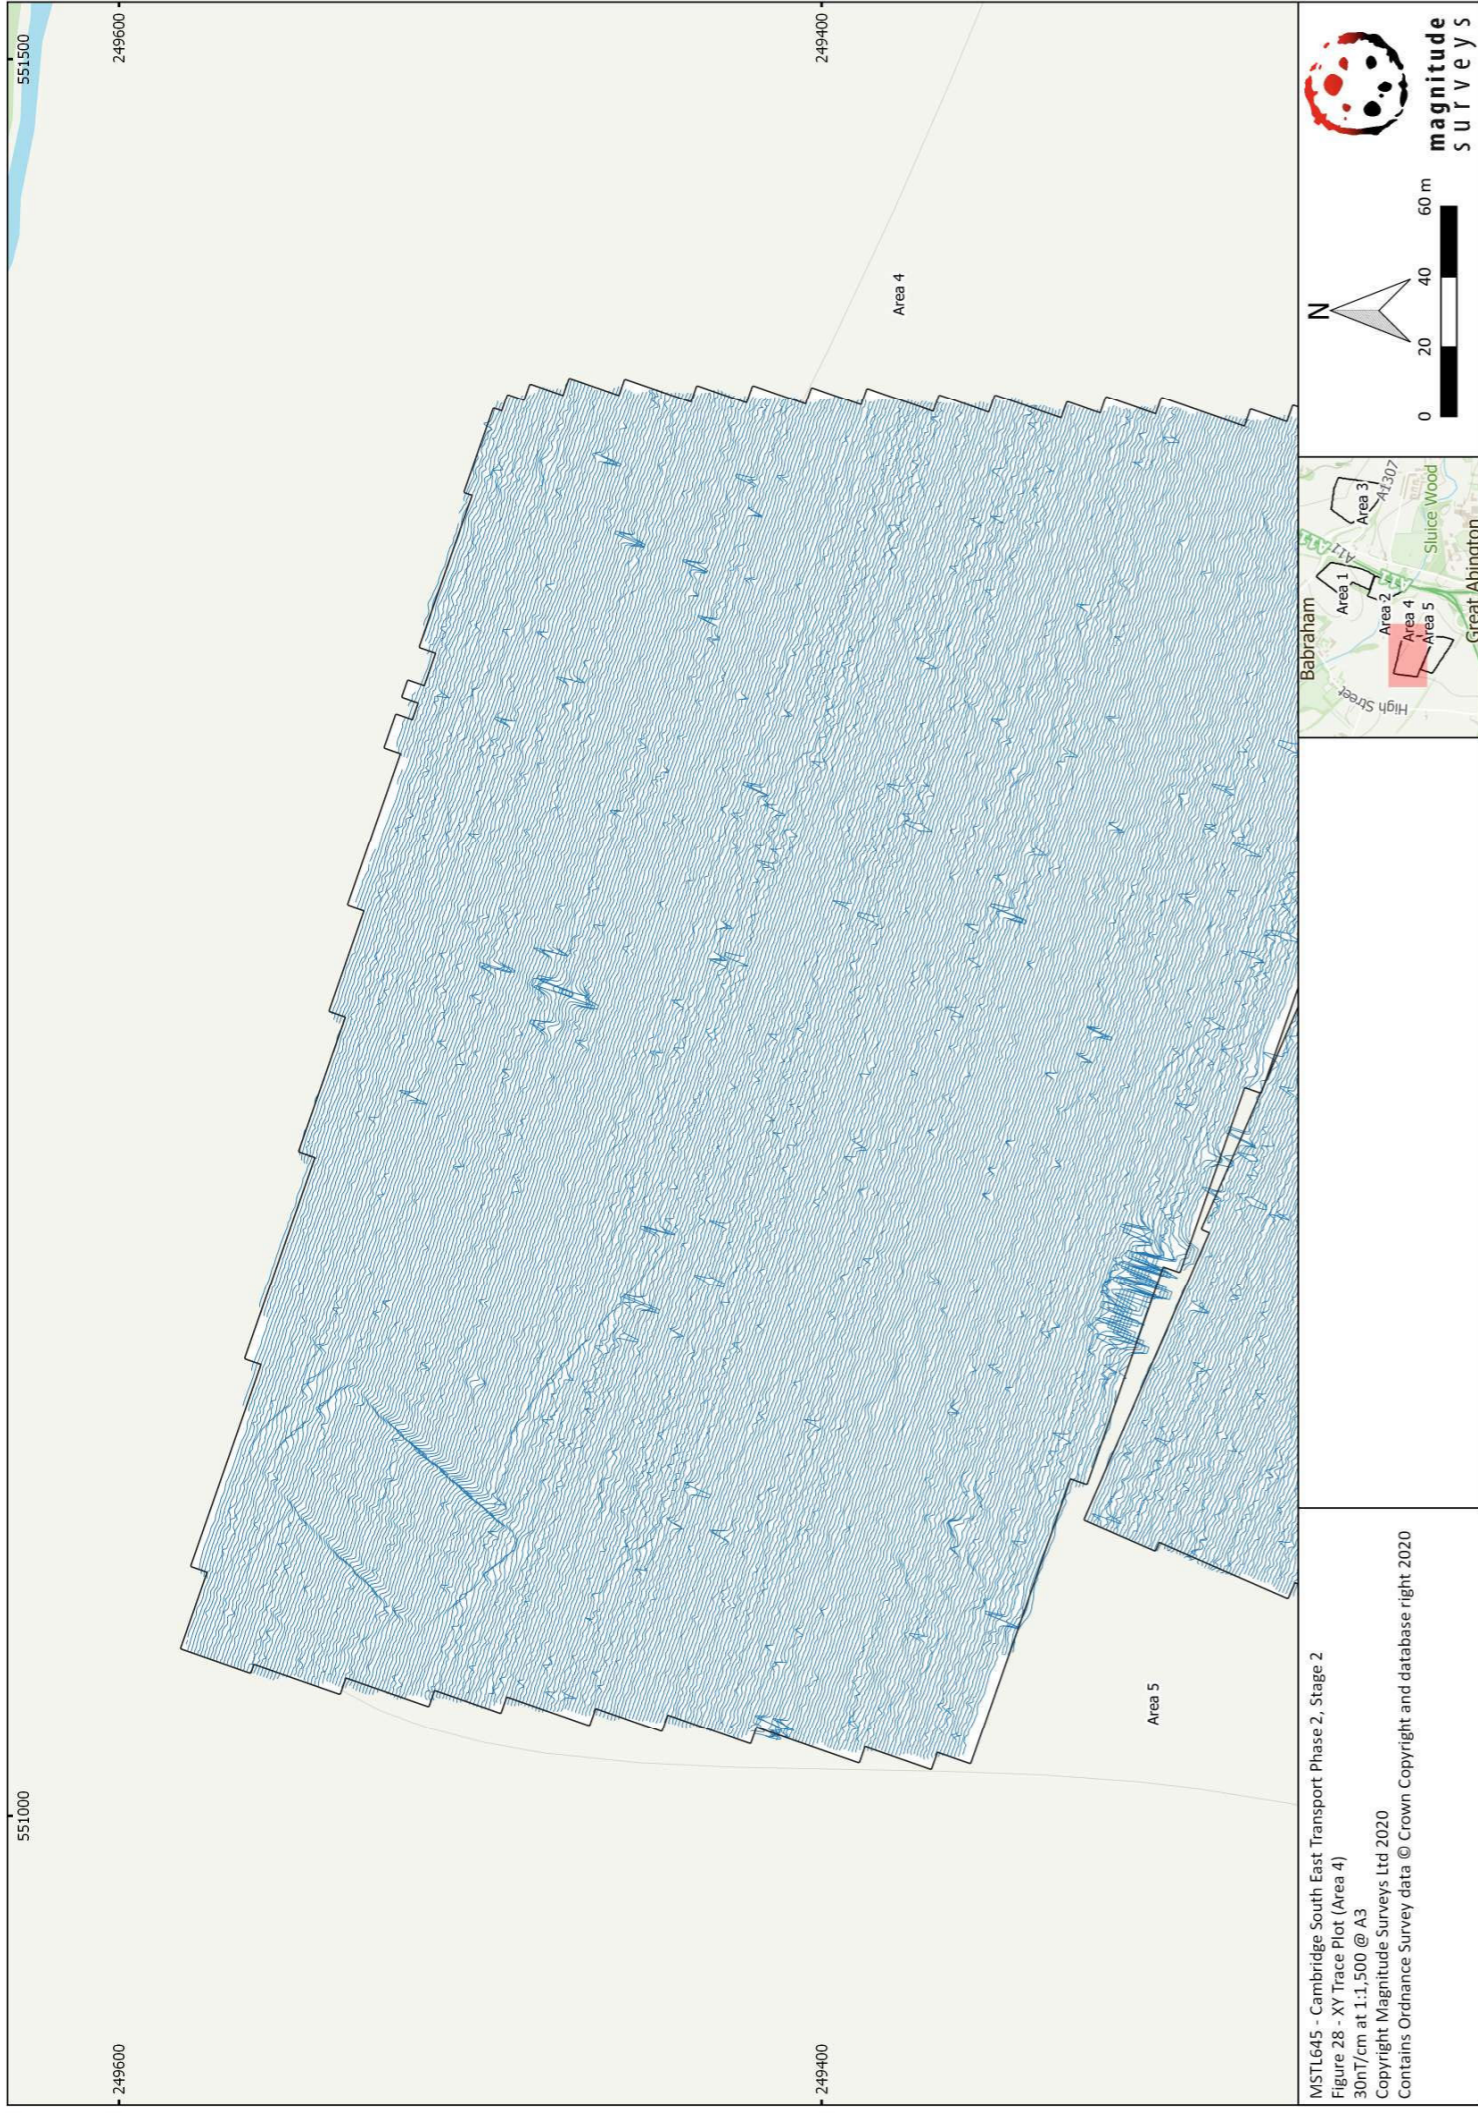 551000
551500
249600
249600
249400
249400
Area 4
Area 5
MSTL645 - Cambridge South East Transport Phase 2, Stage 2
Figure 28 - XY Trace Plot (Area 4)
30nT/cm at 1:1,500 @ A3
Copyright Magnitude Surveys Ltd 2020
Contains Ordnance Survey data © Crown Copyright and database right 2020
Babraham
High Street
Area 1
Area 2
Area 4
Area 5
A11
A11
A11
Area 3
A1307
Sluice Wood
Great Abington
N
0 20 40 60 m
magnitude
surveys